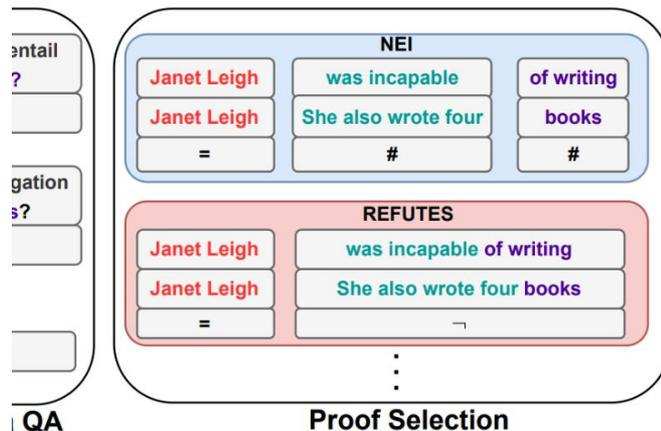 entail
?
gation
s?
QA
NEI
Janet Leigh was incapable of writing
Janet Leigh She also wrote four books
= # #
REFUTES
Janet Leigh was incapable of writing
Janet Leigh She also wrote four books
= ¬
Proof Selection